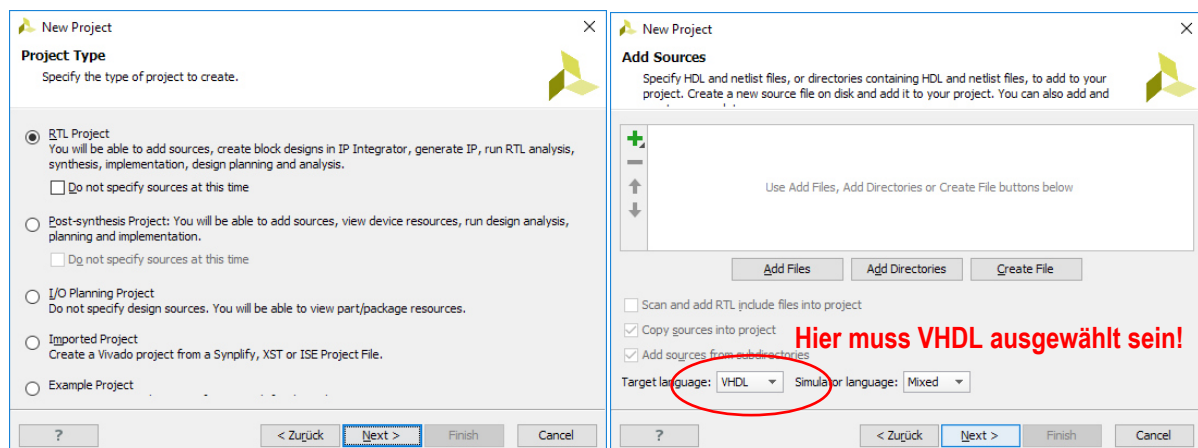 New Project
Project Type
Specify the type of project to create.
RTL Project
You will be able to add sources, create block designs in IP Integrator, generate IP, run RTL analysis,
synthesis, implementation, design planning and analysis.
Do not specify sources at this time
Post-synthesis Project: You will be able to add sources, view device resources, run design analysis,
planning and implementation.
Do not specify sources at this time
I/O Planning Project
Do not specify design sources. You will be able to view part/package resources.
Imported Project
Create a Vivado project from a Synplify, XST or ISE Project File.
Example Project
? < Zurück Next > Finish Cancel
New Project
Add Sources
Specify HDL and netlist files, or directories containing HDL and netlist files, to add to your
project. Create a new source file on disk and add it to your project. You can also add and
Use Add Files, Add Directories or Create File buttons below
Add Files Add Directories Create File
Scan and add RTL include files into project
Copy sources into project
Hier muss VHDL ausgewählt sein!
Add sources from subdirectories
Target language: VHDL Simulator language: Mixed
? < Zurück Next > Finish Cancel